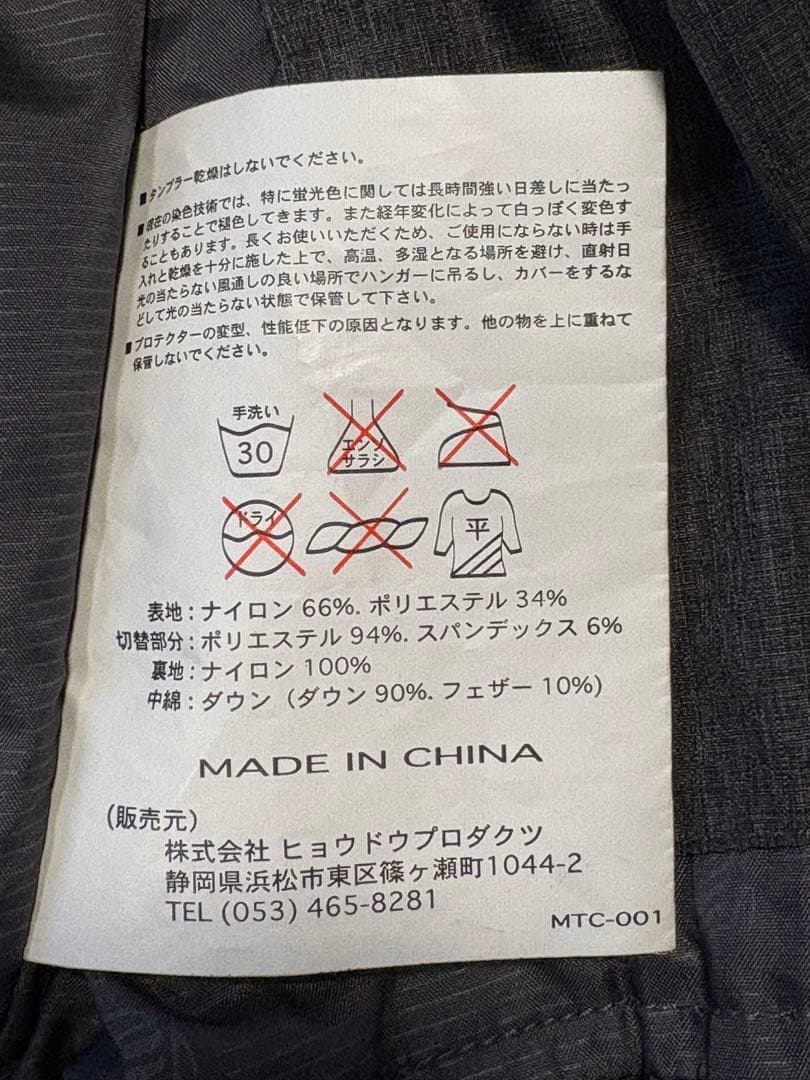 ■タンブラー乾燥はしないでください。
■現在の染色技術では、特に蛍光色に関しては長時間強い日差しに当たっ
たりすることで褪色してきます。また経年変化によって白っぽく変色す
ることもあります。長くお使いいただくため、ご使用にならない時は手
入れと乾燥を十分に施した上で、高温、多湿となる場所を避け、直射日
光の当たらない風通しの良い場所でハンガーに吊るし、カバーをするな
どして光の当たらない状態で保管して下さい。
■プロテクターの変型、性能低下の原因となります。他の物を上に重ねて
保管しないでください。
手洗い
30
エンソ
サラシ
ドライ
平
表地：ナイロン 66%. ポリエステル 34%
切替部分：ポリエステル 94%. スパンデックス 6%
裏地：ナイロン 100%
中綿：ダウン（ダウン 90%. フェザー 10%)
MADE IN CHINA
(販売元)
株式会社 ヒョウドウプロダクツ
静岡県浜松市東区篠ヶ瀬町1044-2
TEL (053) 465-8281
MTC-001